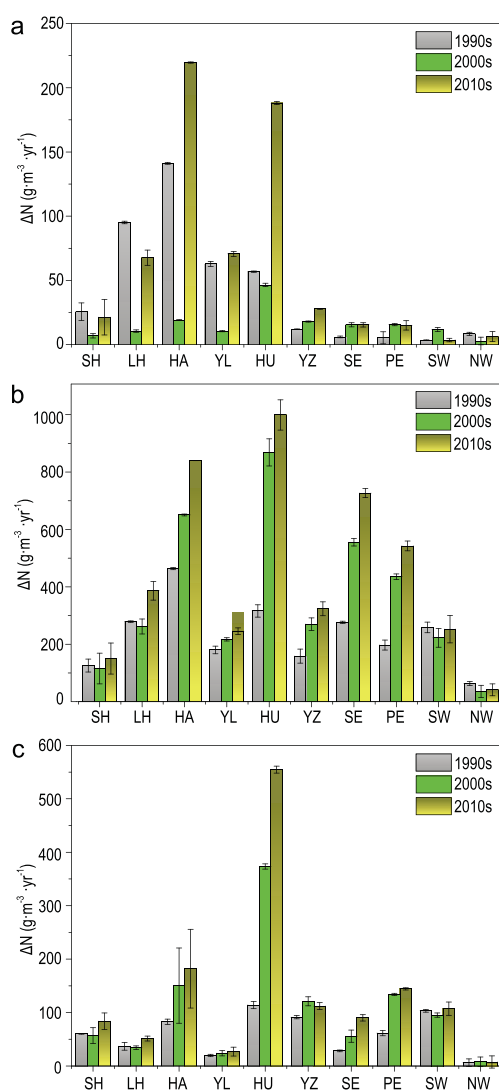 a
250
200
150
100
50
0
ΔN (g·m⁻³ ·yr⁻¹)
1990s
2000s
2010s
SH LH HA YL HU YZ SE PE SW NW
b
1000
800
600
400
200
0
ΔN (g·m⁻³ ·yr⁻¹)
1990s
2000s
2010s
SH LH HA YL HU YZ SE PE SW NW
c
600
500
400
300
200
100
0
ΔN (g·m⁻³ ·yr⁻¹)
1990s
2000s
2010s
SH LH HA YL HU YZ SE PE SW NW